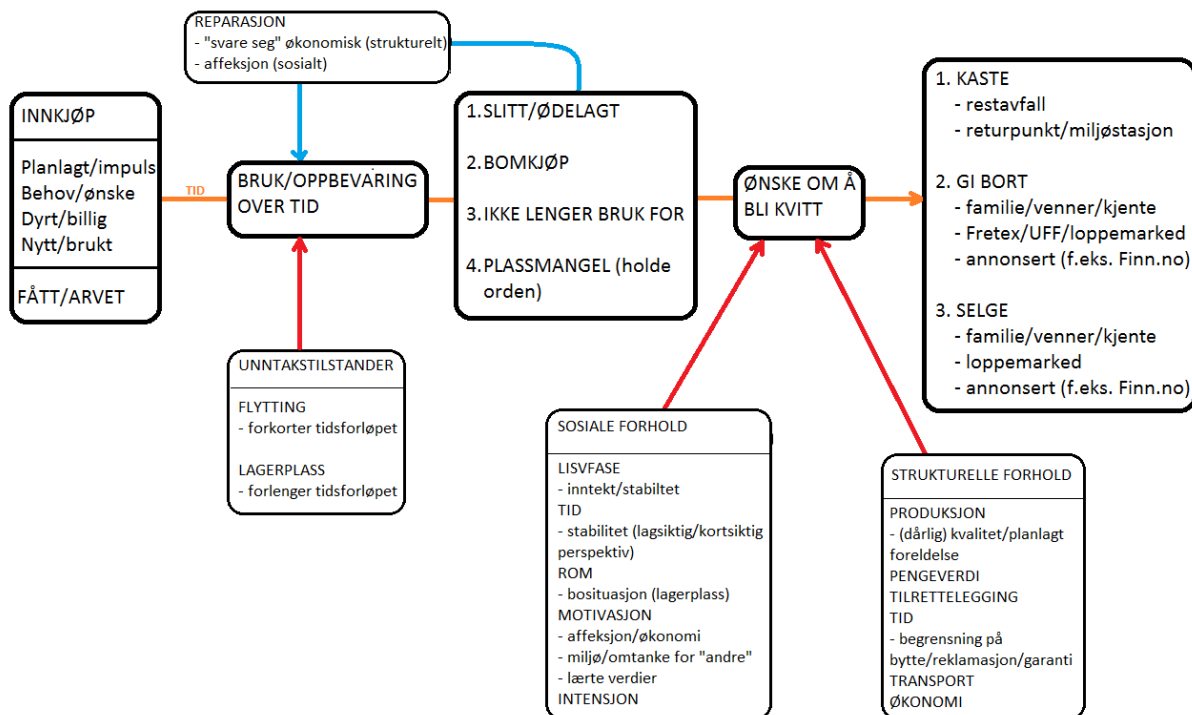 REPARASJON
- "svare seg" økonomisk (strukturelt)
- affeksjon (sosialt)
INNKJØP
Planlagt/impuls
Behov/ønske
Dyrt/billig
Nytt/brukt
FÅTT/ARVET
TID
BRUK/OPPBEVARING
OVER TID
1. SLITT/ØDELAGT
2. BOMKJØP
3. IKKE LENGER BRUK FOR
4. PLASSMANGEL (holde
orden)
ØNSKE OM Å
BLI KVITT
1. KASTE
- restavfall
- returpunkt/miljøstasjon
2. GI BORT
- familie/venner/kjente
- Fretex/UFF/loppemarked
- annonsert (f.eks. Finn.no)
3. SELGE
- familie/venner/kjente
- loppemarked
- annonsert (f.eks. Finn.no)
UNNTAKSTILSTANDER
FLYTTING
- forkorter tidsforløpet
LAGERPLASS
- forlenger tidsforløpet
SOSIALE FORHOLD
LISVFASE
- inntekt/stabiltet
TID
- stabilitet (lagsiktig/kortsiktig
perspektiv)
ROM
- bosituasjon (lagerplass)
MOTIVASJON
- affeksjon/økonomi
- miljø/omtanke for "andre"
- lærte verdier
INTENSJON
STRUKTURELLE FORHOLD
PRODUKSJON
- (dårlig) kvalitet/planlagt
foreldelse
PENGEVERDI
TILRETTELEGGING
TID
- begrensning på
bytte/reklamasjon/garanti
TRANSPORT
ØKONOMI